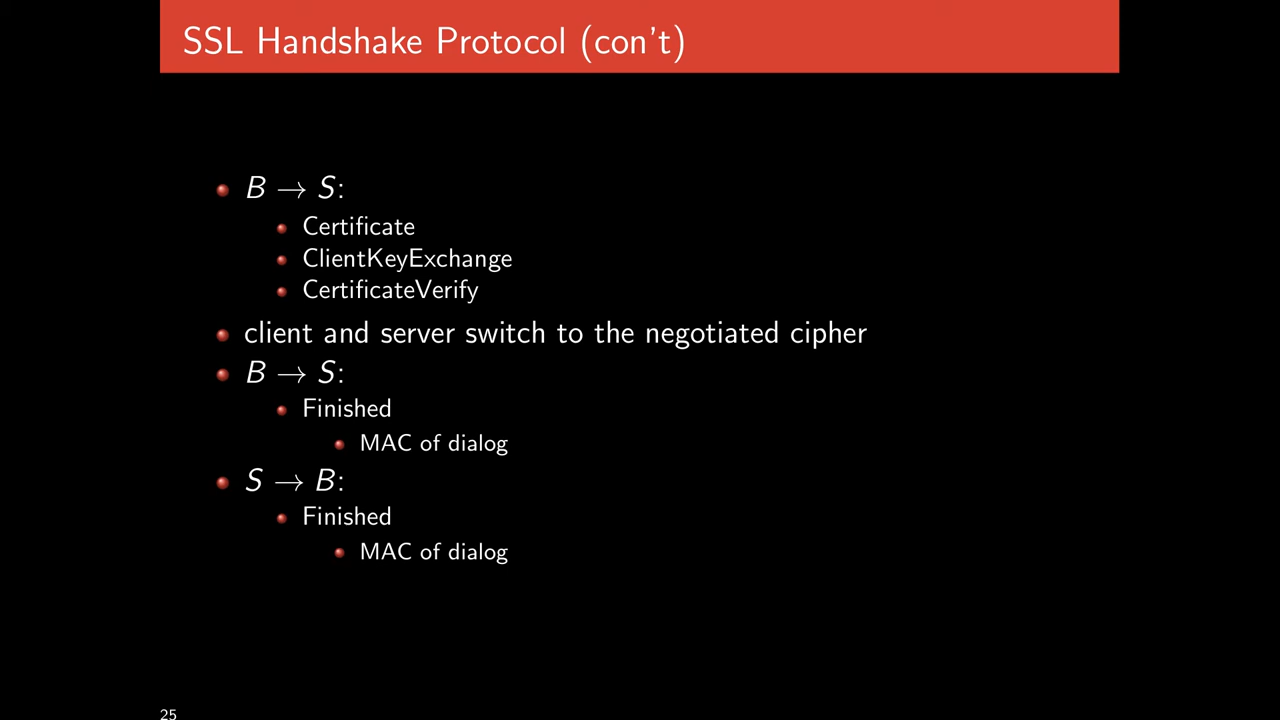 SSL Handshake Protocol (con't)
B → S:
Certificate
ClientKeyExchange
CertificateVerify
client and server switch to the negotiated cipher
B → S:
Finished
MAC of dialog
S → B:
Finished
MAC of dialog
25